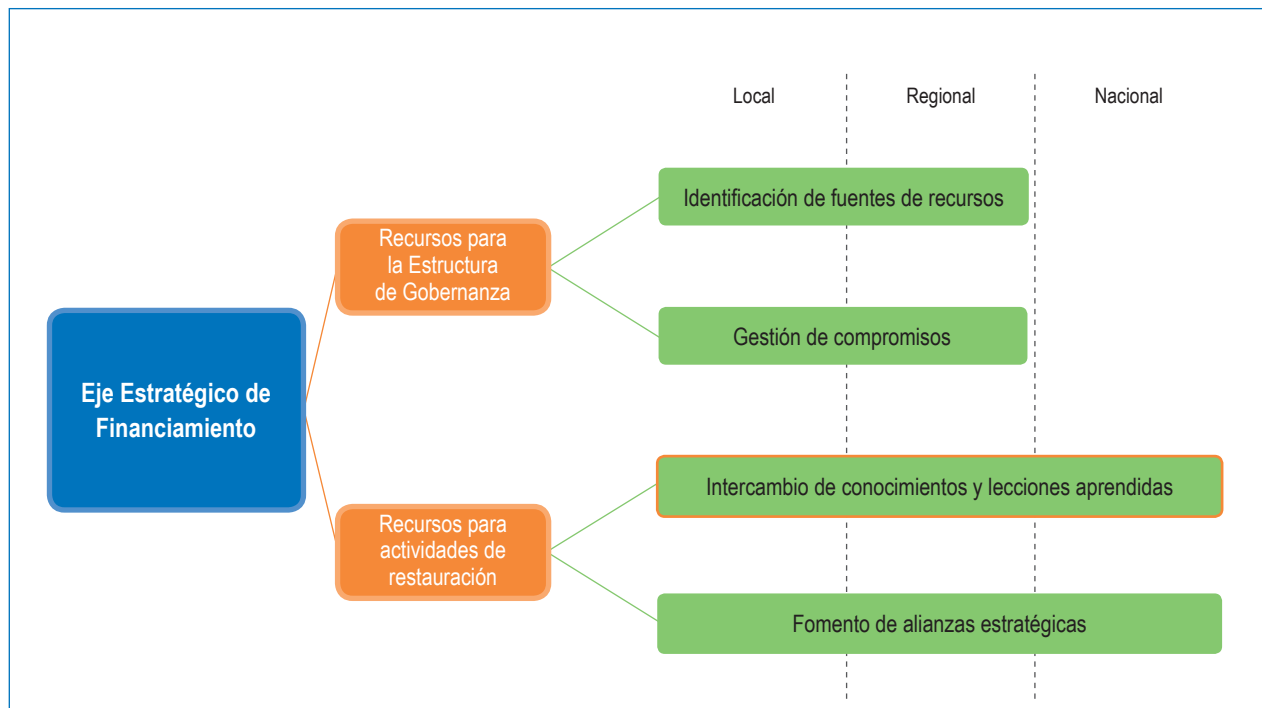 Local
Regional
Nacional
Identificación de fuentes de recursos
Recursos para
la Estructura
de Gobernanza
Gestión de compromisos
Eje Estratégico de
Financiamiento
Intercambio de conocimientos y lecciones aprendidas
Recursos para
actividades de
restauración
Fomento de alianzas estratégicas